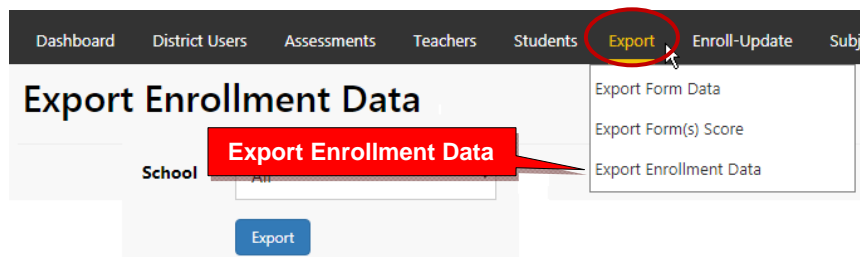 Dashboard District Users Assessments Teachers Students Export Enroll-Update Subj
Export Enrollment Data
Export Form Data
Export Form(s) Score
Export Enrollment Data
Export Enrollment Data
School All
Export